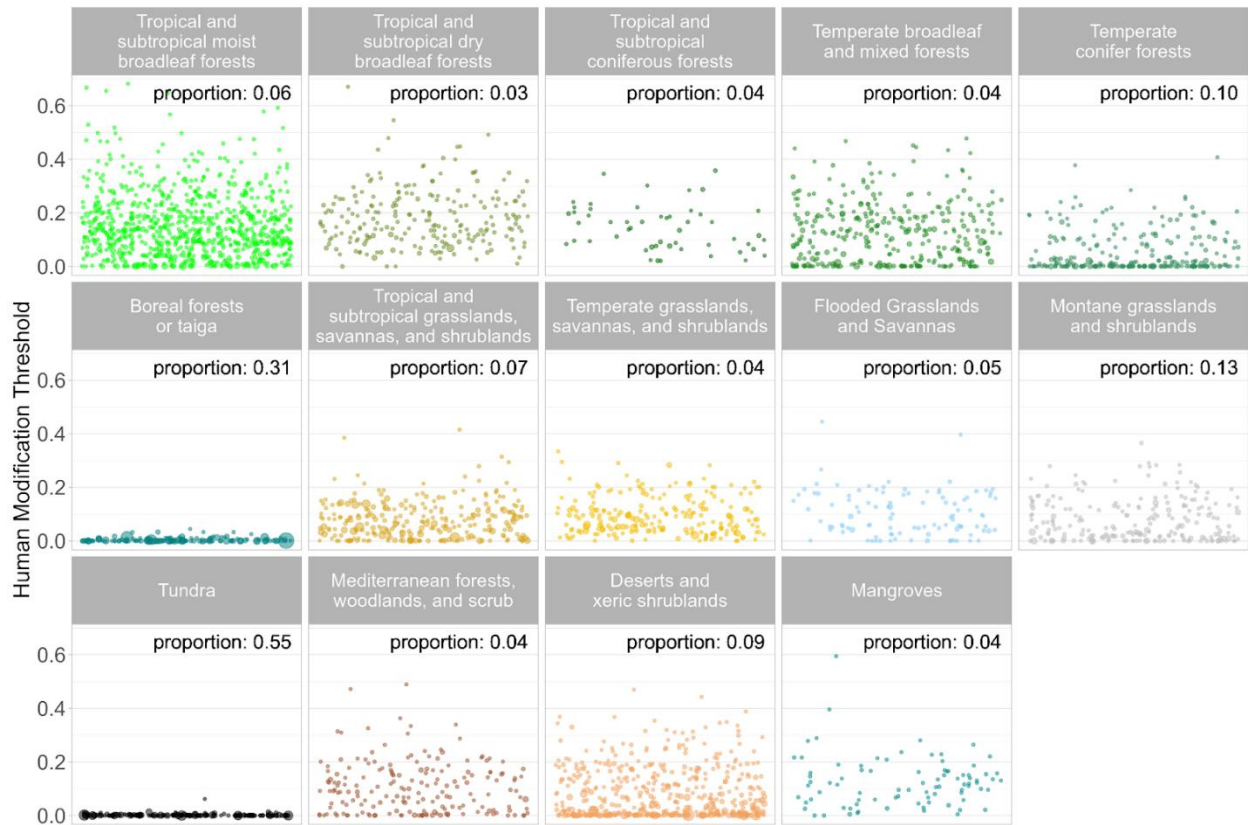 Tropical and
subtropical moist
broadleaf forests
Tropical and
subtropical dry
broadleaf forests
Tropical and
subtropical
coniferous forests
Temperate broadleaf
and mixed forests
Temperate
conifer forests
proportion: 0.06
proportion: 0.03
proportion: 0.04
proportion: 0.04
proportion: 0.10
0.6
0.4
0.2
0.0
Human Modification Threshold
Boreal forests
or taiga
Tropical and
subtropical grasslands,
savannas, and shrublands
Temperate grasslands,
savannas, and shrublands
Flooded Grasslands
and Savannas
Montane grasslands
and shrublands
proportion: 0.31
proportion: 0.07
proportion: 0.04
proportion: 0.05
proportion: 0.13
0.6
0.4
0.2
0.0
Tundra
Mediterranean forests,
woodlands, and scrub
Deserts and
xeric shrublands
Mangroves
proportion: 0.55
proportion: 0.04
proportion: 0.09
proportion: 0.04
0.6
0.4
0.2
0.0